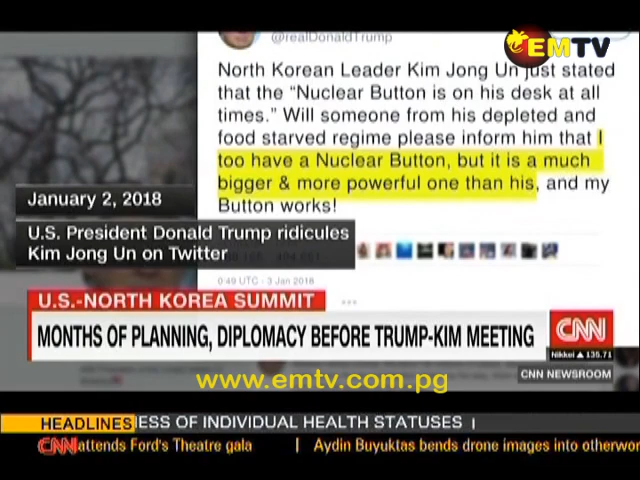 @realDonaldTrump
EMTV
North Korean Leader Kim Jong Un just stated
that the “Nuclear Button is on his desk at all
times.” Will someone from his depleted and
food starved regime please inform him that I
too have a Nuclear Button, but it is a much
bigger & more powerful one than his, and my
Button works!
January 2, 2018
U.S. President Donald Trump ridicules
Kim Jong Un on Twitter
0:49 UTC - 3 Jan 2018
U.S.-NORTH KOREA SUMMIT
MONTHS OF PLANNING, DIPLOMACY BEFORE TRUMP-KIM MEETING
CNN
Nikkei ▲ 135.71
CNN NEWSROOM
www.emtv.com.pg
HEADLINES ESS OF INDIVIDUAL HEALTH STATUSES |
CNN attends Ford's Theatre gala | Aydin Buyuktas bends drone images into otherwor